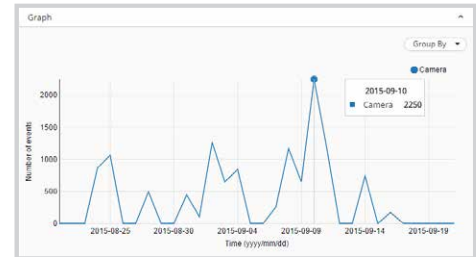 Graph
Group By
Camera
2015-09-10
Camera 2250
2000
1500
1000
500
0
Number of events
2015-08-25 2015-08-30 2015-09-04 2015-09-09 2015-09-14 2015-09-19
Time (yyyy/mm/dd)